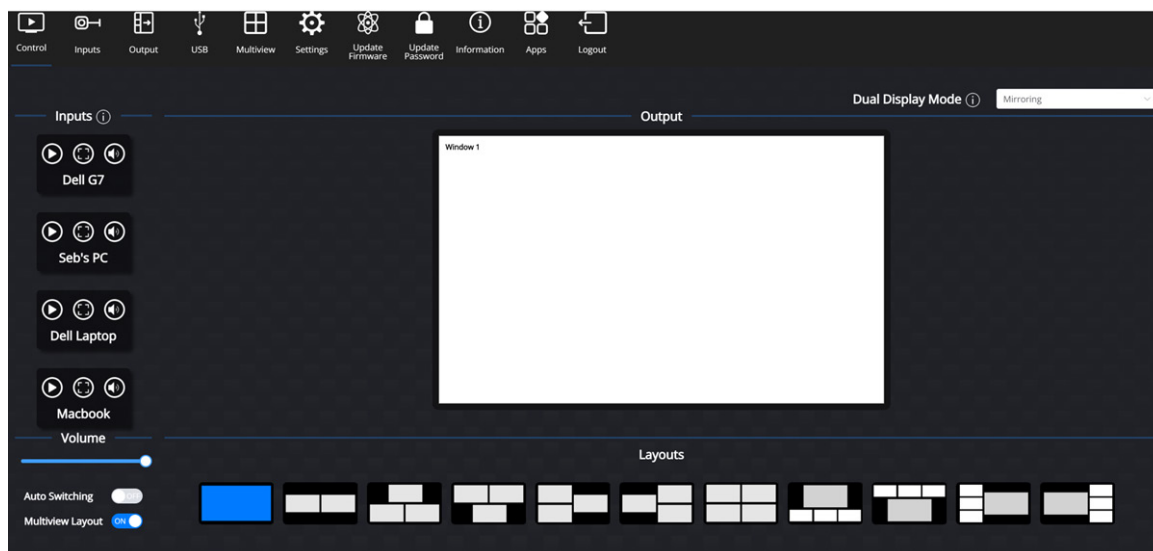 Control Inputs Output USB Multiview Settings Update Firmware Update Password Information Apps Logout
Dual Display Mode Mirroring
Inputs
Output
Window 1
Dell G7
Seb's PC
Dell Laptop
Macbook
Volume
Layouts
Auto Switching OFF
Multiview Layout ON